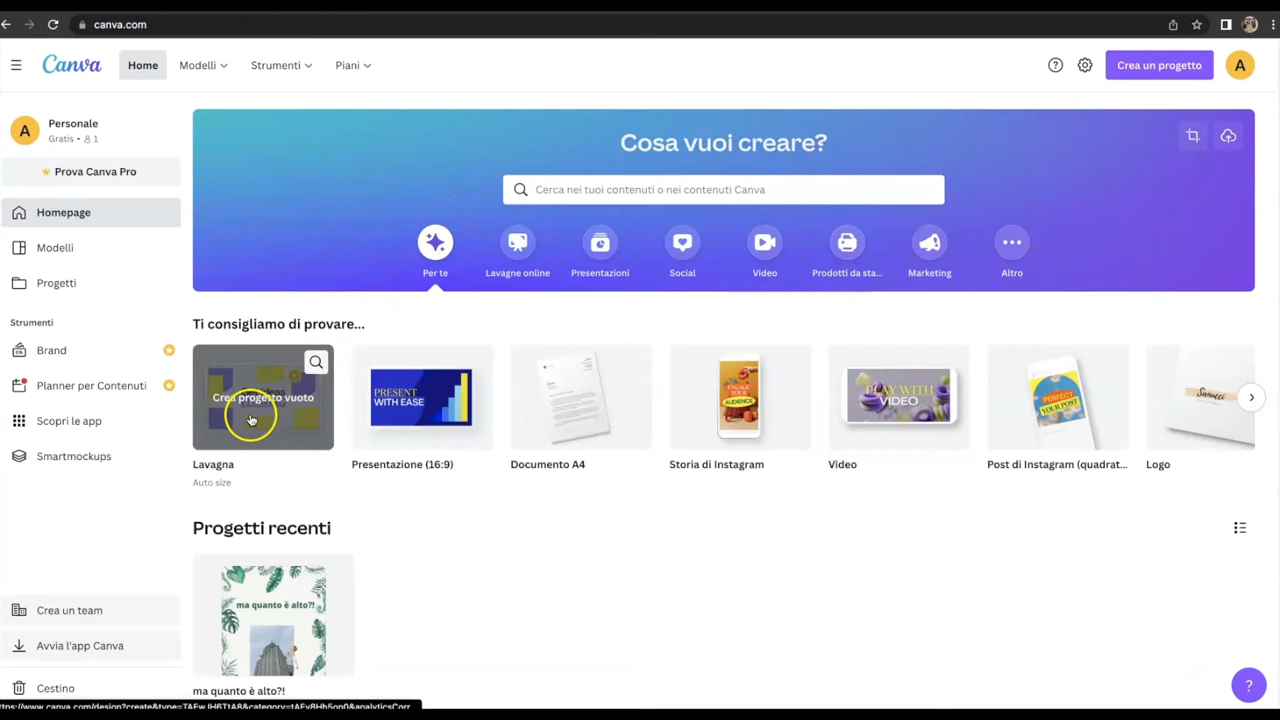 canva.com
Canva
Home
Modelli
Strumenti
Piani
Crea un progetto
A
A
Personale
Gratis • 1
Prova Canva Pro
Homepage
Modelli
Progetti
Strumenti
Brand
Planner per Contenuti
Scopri le app
Smartmockups
Crea un team
Avvia l'app Canva
Cestino
Cosa vuoi creare?
Cerca nei tuoi contenuti o nei contenuti Canva
Per te
Lavagne online
Presentazioni
Social
Video
Prodotti da sta...
Marketing
Altro
Ti consigliamo di provare...
Crea progetto vuoto
PRESENT
WITH EASE
ENGAGE
YOUR
AUDIENCE
PLAY WITH
VIDEO
PERFECT
YOUR POST
Lavagna
Auto size
Presentazione (16:9)
Documento A4
Storia di Instagram
Video
Post di Instagram (quadrat...
Logo
Progetti recenti
ma quanto è alto?!
ma quanto è alto?!
?